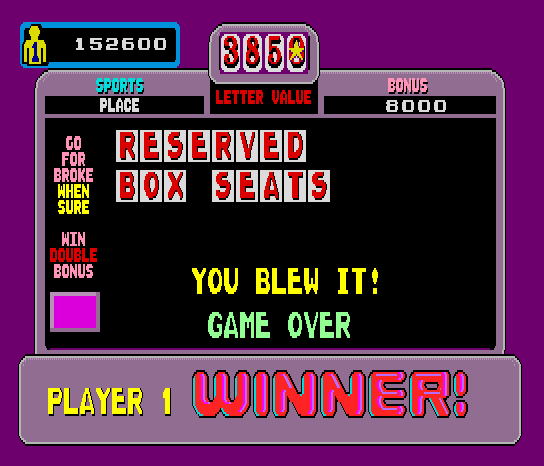 152600
3850
SPORTS
PLACE
LETTER VALUE
BONUS
8000
GO
FOR
BROKE
WHEN
SURE
WIN
DOUBLE
BONUS
RESERVED
BOX SEATS
YOU BLEW IT!
GAME OVER
PLAYER 1 WINNER!